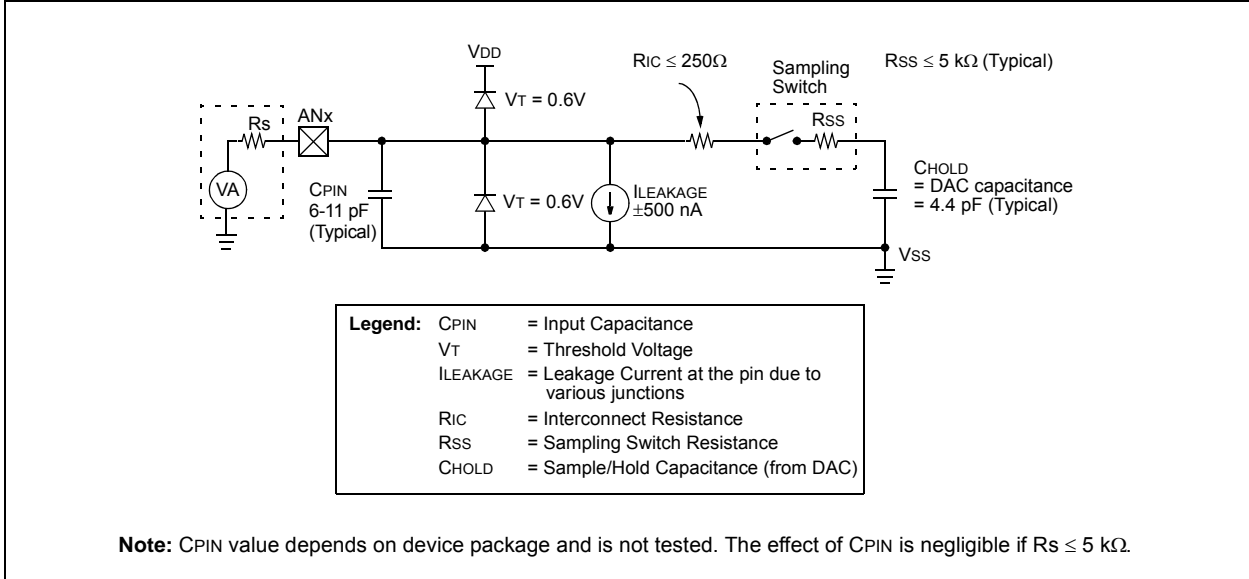 VDD
RIC ≤ 250Ω
Sampling
Switch
RSS ≤ 5 kΩ (Typical)
VT = 0.6V
Rs
ANx
RSS
VA
CPIN
6-11 pF
(Typical)
VT = 0.6V
ILEAKAGE
±500 nA
CHOLD
= DAC capacitance
= 4.4 pF (Typical)
VSS
Legend: CPIN = Input Capacitance
VT = Threshold Voltage
ILEAKAGE = Leakage Current at the pin due to
various junctions
RIC = Interconnect Resistance
RSS = Sampling Switch Resistance
CHOLD = Sample/Hold Capacitance (from DAC)
Note: CPIN value depends on device package and is not tested. The effect of CPIN is negligible if Rs ≤ 5 kΩ.